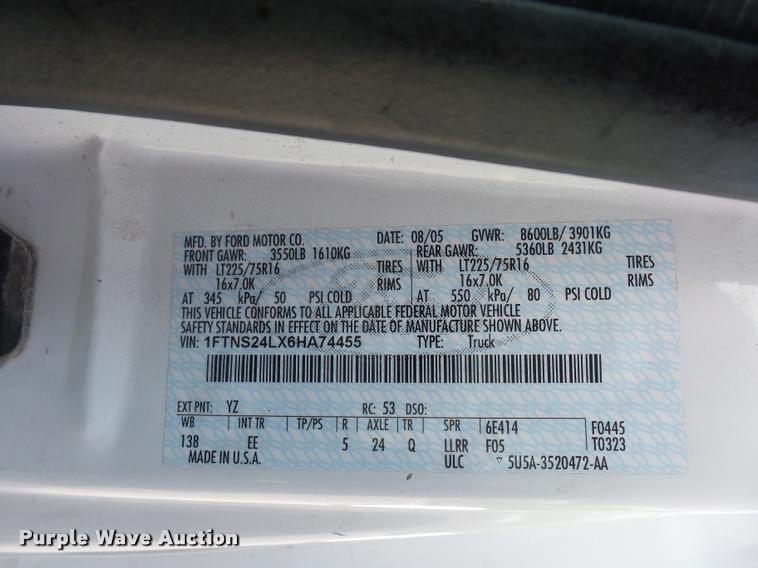 MFD. BY FORD MOTOR CO. DATE: 08/05 GVWR: 8600LB/ 3901KG
FRONT GAWR: 3550LB 1610KG REAR GAWR: 5360LB 2431KG
WITH LT225/75R16 TIRES WITH LT225/75R16 TIRES
16x7.0K RIMS 16x7.0K RIMS
AT 345 kPa/ 50 PSI COLD AT 550 kPa/ 80 PSI COLD
THIS VEHICLE CONFORMS TO ALL APPLICABLE FEDERAL MOTOR VEHICLE
SAFETY STANDARDS IN EFFECT ON THE DATE OF MANUFACTURE SHOWN ABOVE.
VIN: 1FTNS24LX6HA74455 TYPE: Truck
EXT PNT: YZ RC: 53 DSO:
WB INT TR TP/PS R AXLE TR SPR 6E414 F0445
138 EE 5 24 Q LLRR F05 T0323
MADE IN U.S.A. ULC ▽ 5U5A-3520472-AA
Purple Wave Auction®